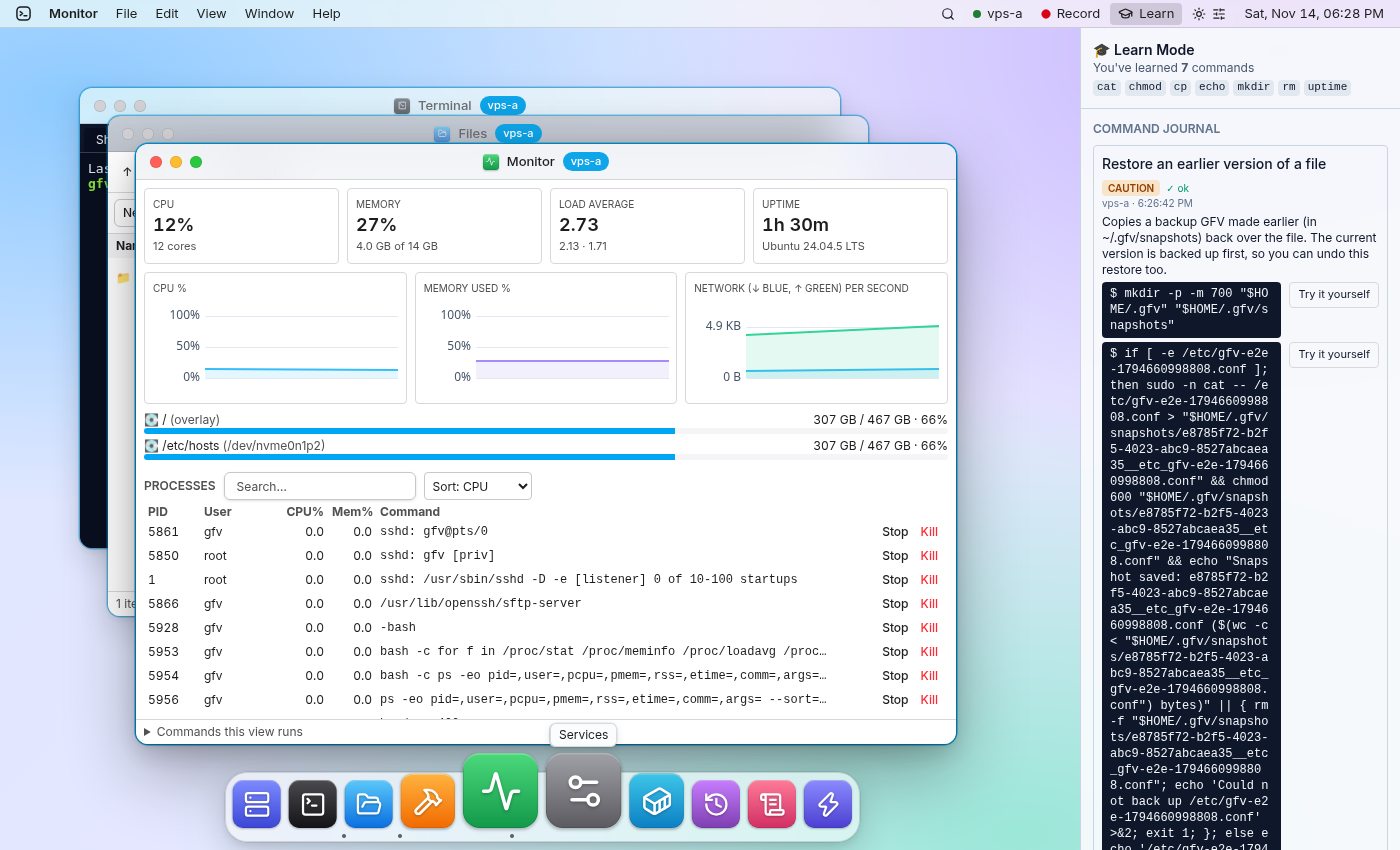 Monitor File Edit View Window Help
vps-a Record Learn Sat, Nov 14, 06:28 PM
Terminal vps-a
Files vps-a
Monitor vps-a
CPU
12%
12 cores
MEMORY
27%
4.0 GB of 14 GB
LOAD AVERAGE
2.73
2.13 · 1.71
UPTIME
1h 30m
Ubuntu 24.04.5 LTS
CPU %
100%
50%
0%
MEMORY USED %
100%
50%
0%
NETWORK (↓ BLUE, ↑ GREEN) PER SECOND
4.9 KB
0 B
/ (overlay) 307 GB / 467 GB · 66%
/etc/hosts (/dev/nvme0n1p2) 307 GB / 467 GB · 66%
PROCESSES Search... Sort: CPU
PID User CPU% Mem% Command
5861 gfv 0.0 0.0 sshd: gfv@pts/0 Stop Kill
5850 root 0.0 0.0 sshd: gfv [priv] Stop Kill
1 root 0.0 0.0 sshd: /usr/sbin/sshd -D -e [listener] 0 of 10-100 startups Stop Kill
5866 gfv 0.0 0.0 /usr/lib/openssh/sftp-server Stop Kill
5928 gfv 0.0 0.0 -bash Stop Kill
5953 gfv 0.0 0.0 bash -c for f in /proc/stat /proc/meminfo /proc/loadavg /proc… Stop Kill
5954 gfv 0.0 0.0 bash -c ps -eo pid=,user=,pcpu=,pmem=,rss=,etime=,comm=,args=… Stop Kill
5956 gfv 0.0 0.0 ps -eo pid=,user=,pcpu=,pmem=,rss=,etime=,comm=,args= --sort=… Stop Kill
Commands this view runs
Services
Learn Mode
You've learned 7 commands
cat chmod cp echo mkdir rm uptime
COMMAND JOURNAL
Restore an earlier version of a file
CAUTION ✓ ok
vps-a · 6:26:42 PM
Copies a backup GFV made earlier (in
~/.gfv/snapshots) back over the file. The current
version is backed up first, so you can undo this
restore too.
$ mkdir -p -m 700 "$HO
ME/.gfv" "$HOME/.gfv/s
napshots"
Try it yourself
$ if [ -e /etc/gfv-e2e
-1794660998808.conf ];
then sudo -n cat -- /e
tc/gfv-e2e-17946609988
08.conf > "$HOME/.gfv/
snapshots/e8785f72-b2f
5-4023-abc9-8527abcaea
35__etc_gfv-e2e-179466
0998808.conf" && chmod
600 "$HOME/.gfv/snapsh
ots/e8785f72-b2f5-4023
-abc9-8527abcaea35__et
c_gfv-e2e-179466099880
8.conf" && echo "Snaps
hot saved: e8785f72-b2
f5-4023-abc9-8527abcae
a35__etc_gfv-e2e-17946
60998808.conf ($(wc -c
< "$HOME/.gfv/snapshot
s/e8785f72-b2f5-4023-a
bc9-8527abcaea35__etc_
gfv-e2e-1794660998808.
conf") bytes)" || { rm
-f "$HOME/.gfv/snapsho
ts/e8785f72-b2f5-4023-
abc9-8527abcaea35__etc
_gfv-e2e-179466099880
8.conf"; echo 'Could n
ot back up /etc/gfv-e2
e-1794660998808.conf'
>&2; exit 1; }; else e
cho '/etc/gfv-e2e-1794
Try it yourself